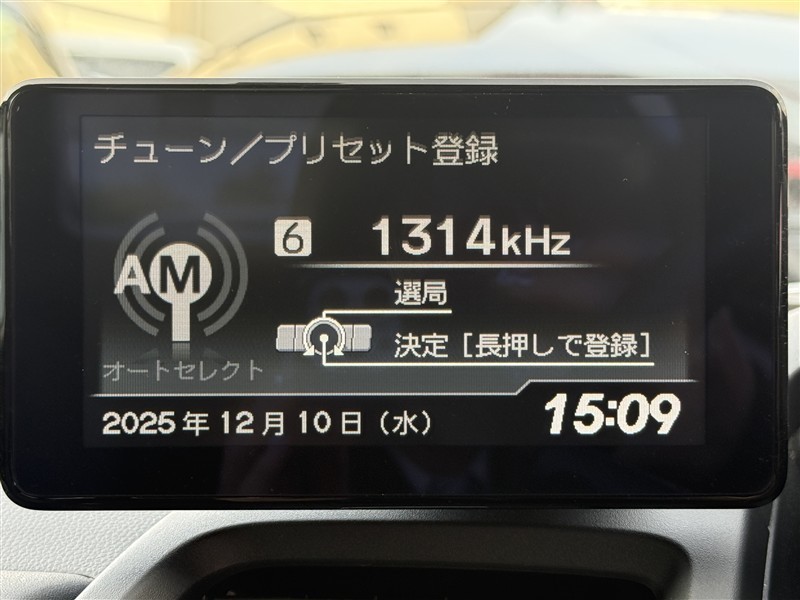 チューン／プリセット登録
6 1314kHz
AM
選局
決定［長押しで登録］
オートセレクト
2025年12月10日（水） 15:09